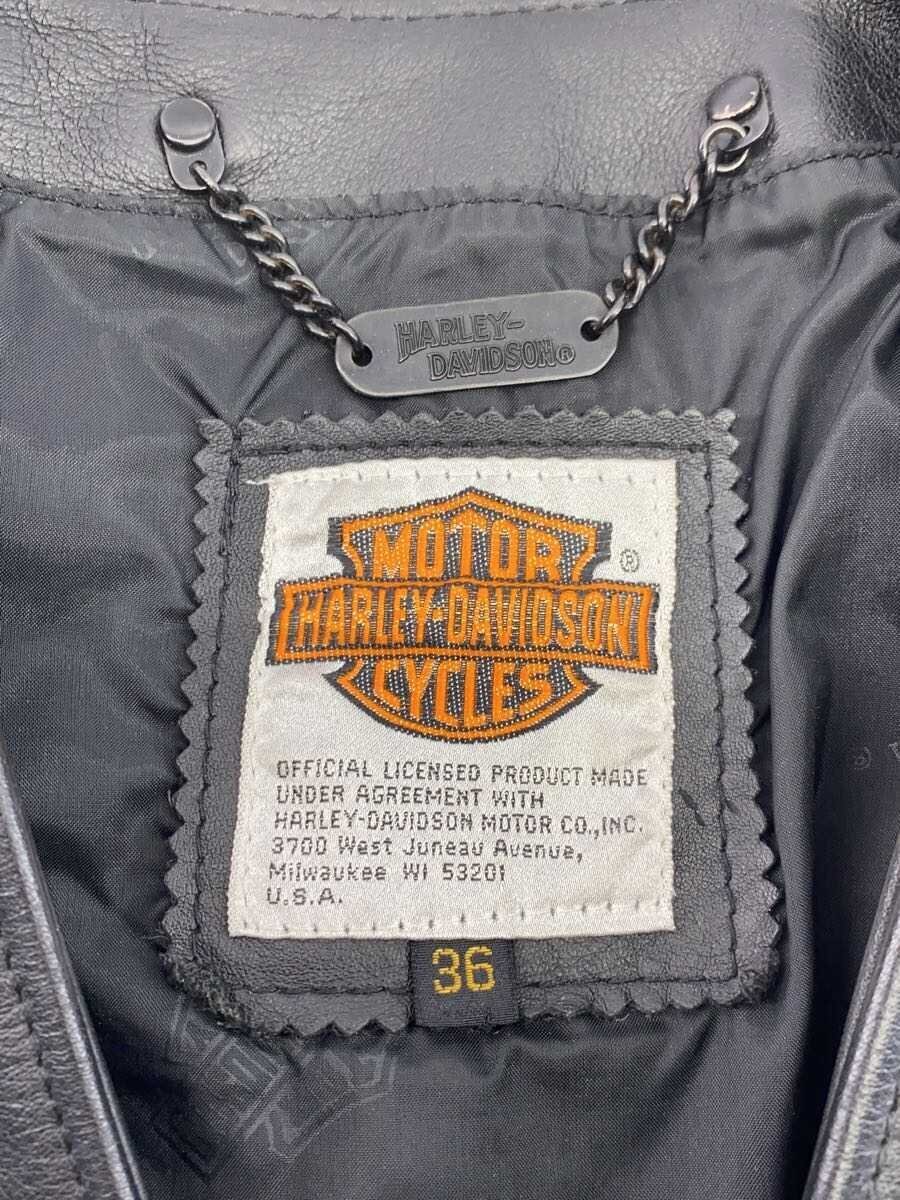 HARLEY-
DAVIDSON®
MOTOR
®
HARLEY-DAVIDSON
CYCLES
OFFICIAL LICENSED PRODUCT MADE
UNDER AGREEMENT WITH
HARLEY-DAVIDSON MOTOR CO.,INC.
3700 West Juneau Avenue,
Milwaukee WI 53201
U.S.A.
36